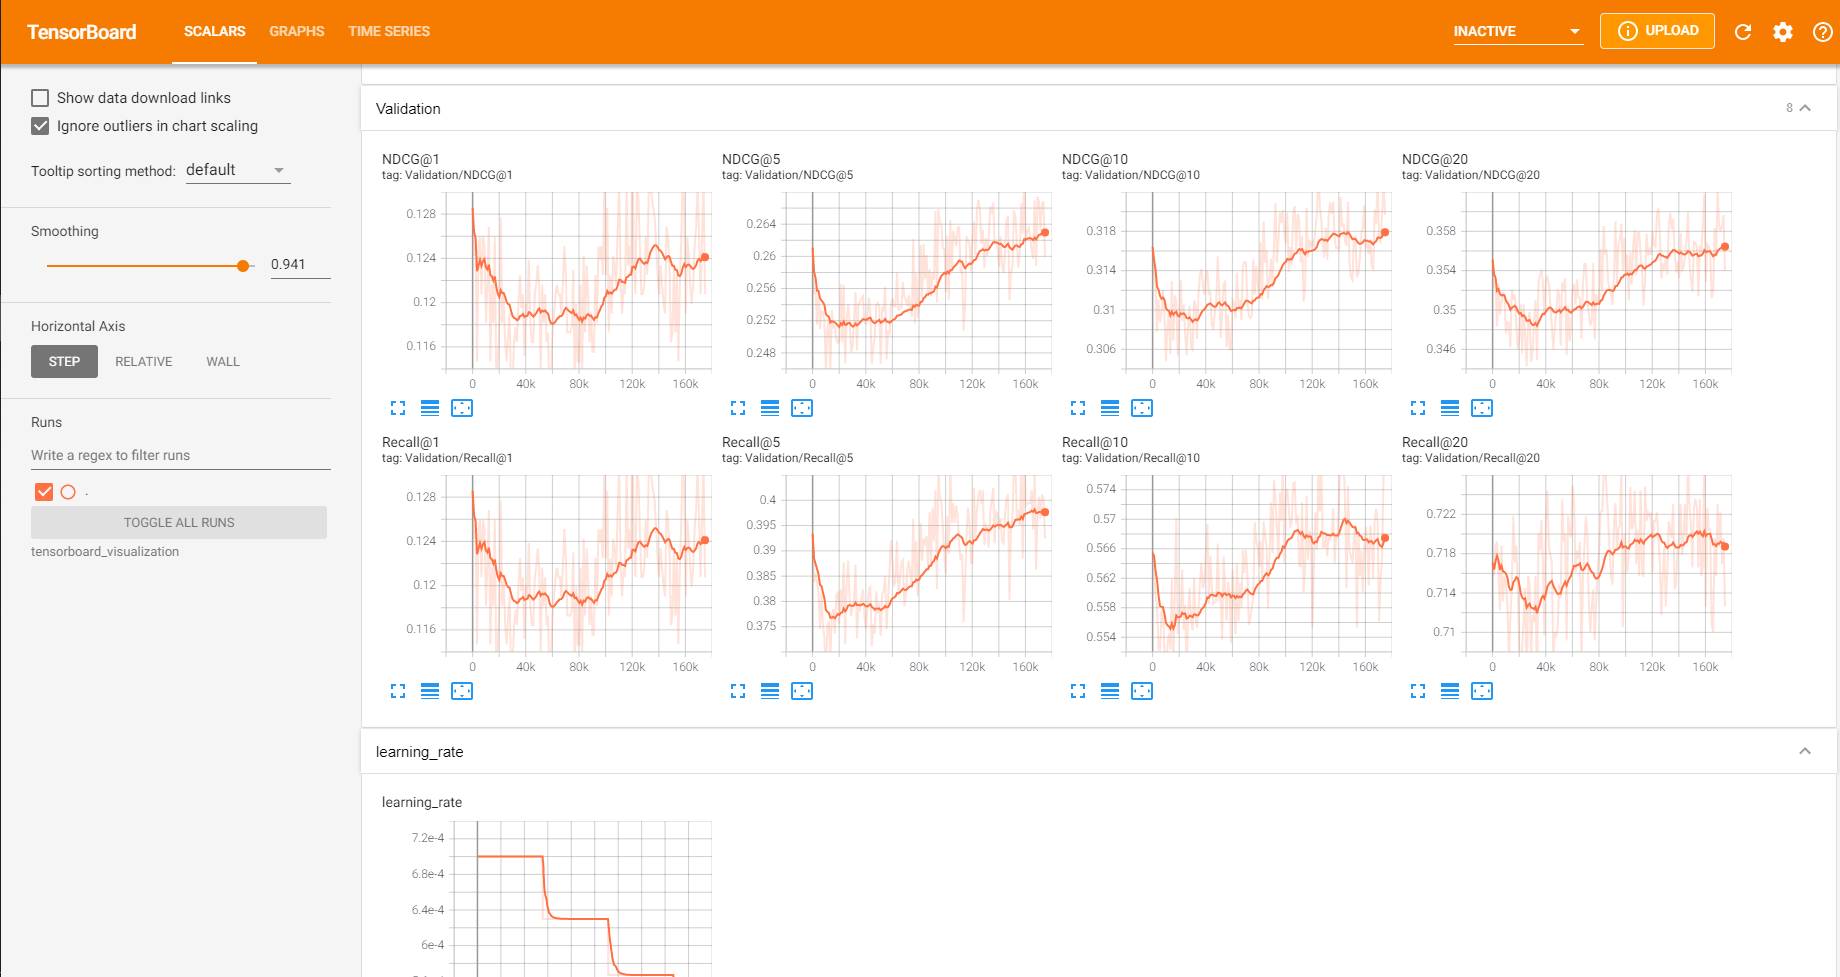 TensorBoard SCALARS GRAPHS TIME SERIES INACTIVE UPLOAD
Show data download links
Ignore outliers in chart scaling
Tooltip sorting method: default
Smoothing
0.941
Horizontal Axis
STEP RELATIVE WALL
Runs
Write a regex to filter runs
.
TOGGLE ALL RUNS
tensorboard_visualization
Validation 8
NDCG@1
tag: Validation/NDCG@1
0.128
0.124
0.12
0.116
0 40k 80k 120k 160k
NDCG@5
tag: Validation/NDCG@5
0.264
0.26
0.256
0.252
0.248
0 40k 80k 120k 160k
NDCG@10
tag: Validation/NDCG@10
0.318
0.314
0.31
0.306
0 40k 80k 120k 160k
NDCG@20
tag: Validation/NDCG@20
0.358
0.354
0.35
0.346
0 40k 80k 120k 160k
Recall@1
tag: Validation/Recall@1
0.128
0.124
0.12
0.116
0 40k 80k 120k 160k
Recall@5
tag: Validation/Recall@5
0.4
0.395
0.39
0.385
0.38
0.375
0 40k 80k 120k 160k
Recall@10
tag: Validation/Recall@10
0.574
0.57
0.566
0.562
0.558
0.554
0 40k 80k 120k 160k
Recall@20
tag: Validation/Recall@20
0.722
0.718
0.714
0.71
0 40k 80k 120k 160k
learning_rate
learning_rate
7.2e-4
6.8e-4
6.4e-4
6e-4